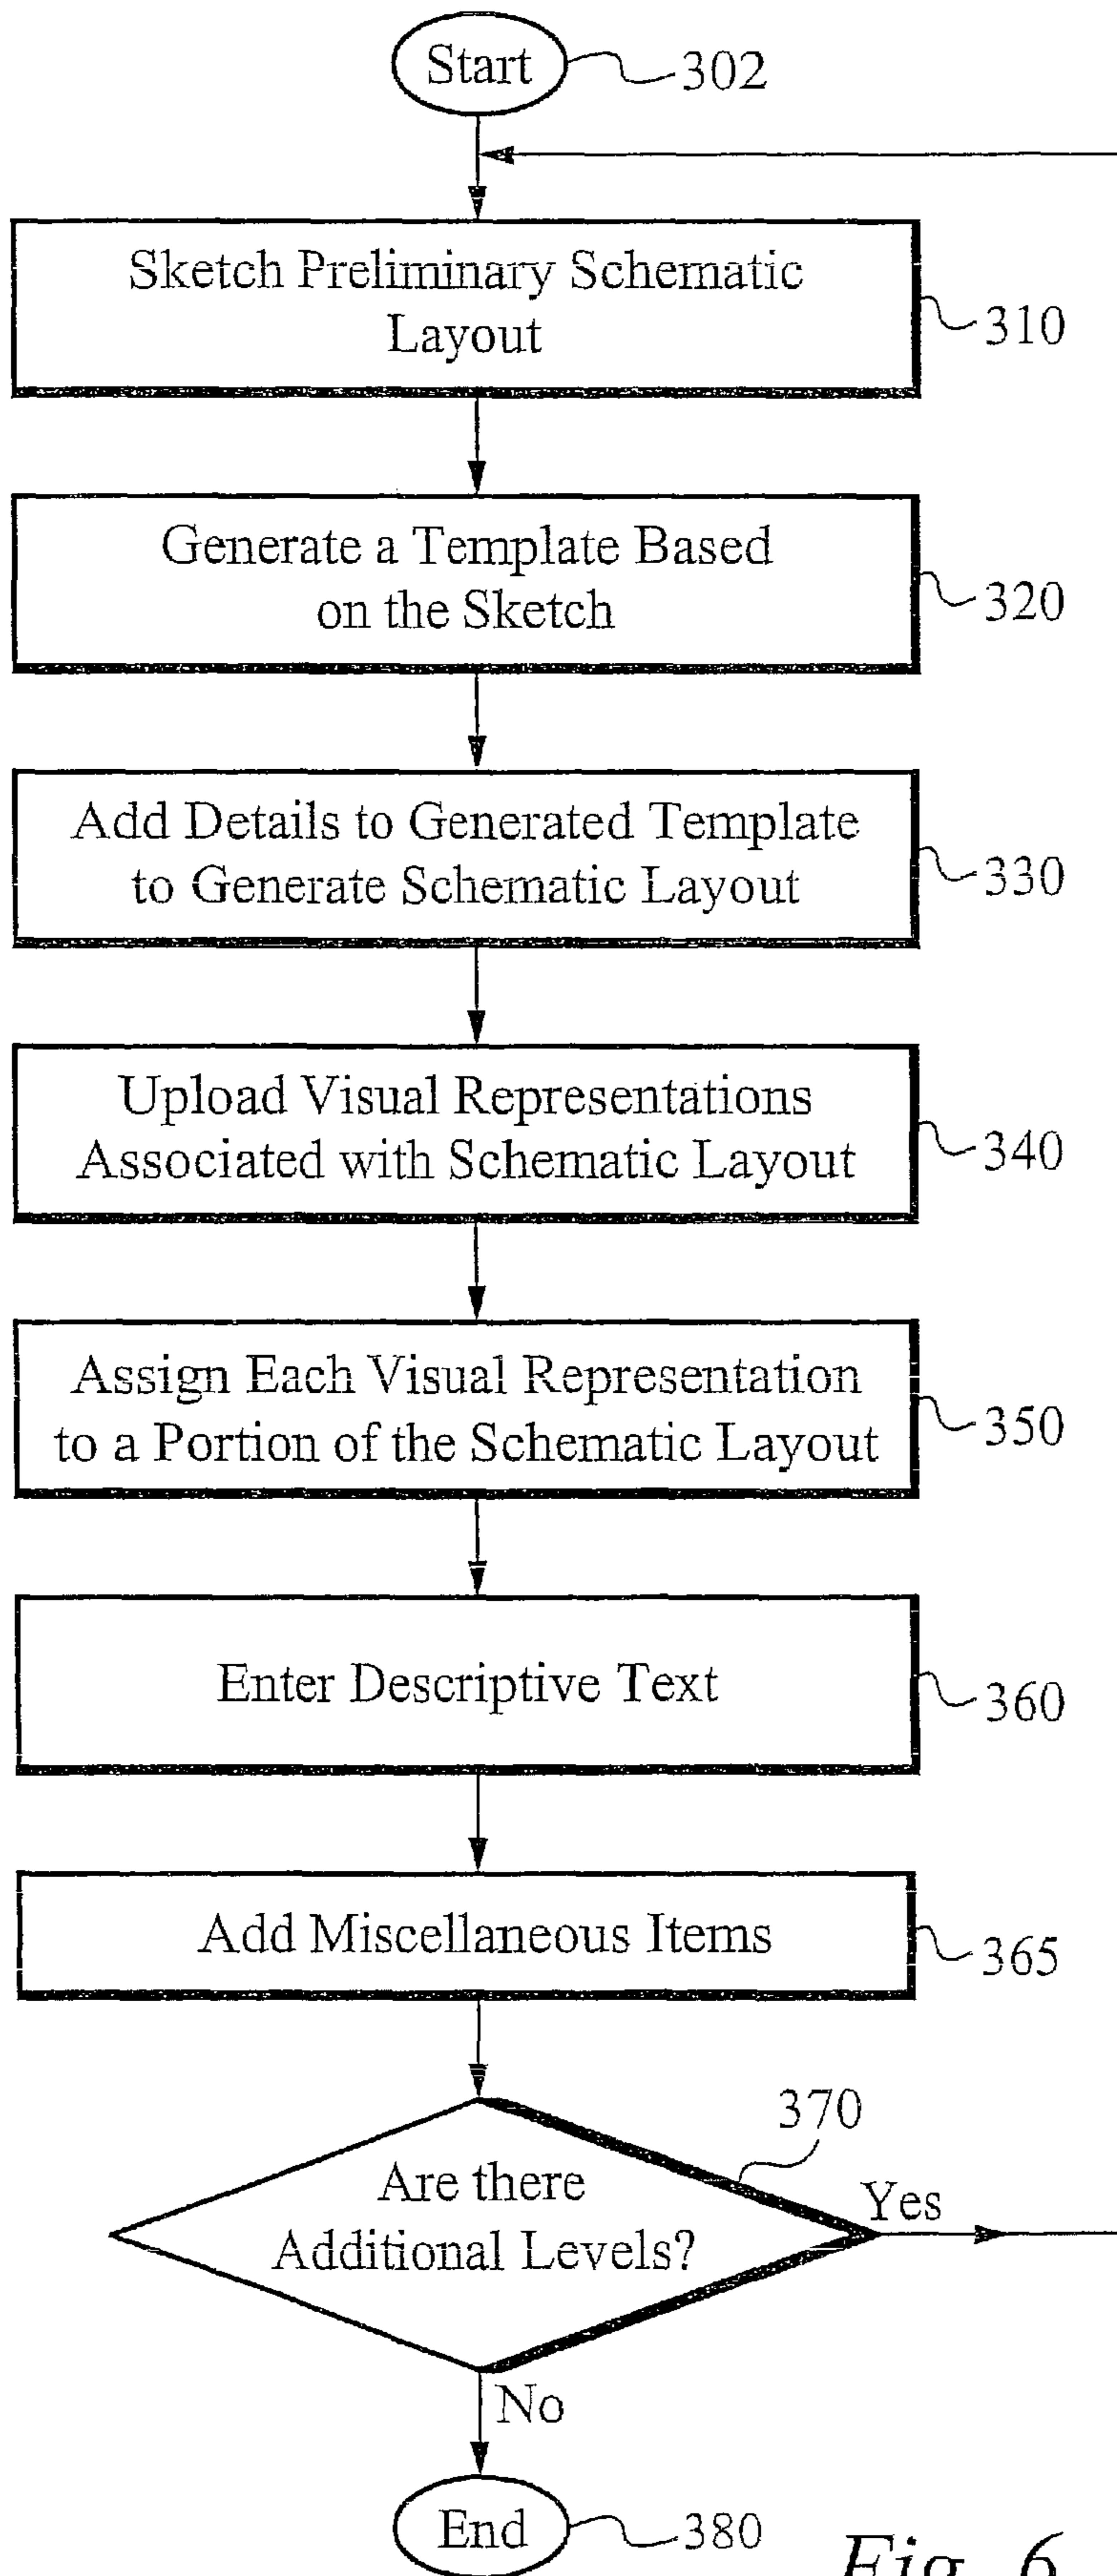 Start
302
Sketch Preliminary Schematic
Layout
310
Generate a Template Based
on the Sketch
320
Add Details to Generated Template
to Generate Schematic Layout
330
Upload Visual Representations
Associated with Schematic Layout
340
Assign Each Visual Representation
to a Portion of the Schematic Layout
350
Enter Descriptive Text
360
Add Miscellaneous Items
365
370
Are there
Additional Levels?
Yes
No
End
380
Fig. 6